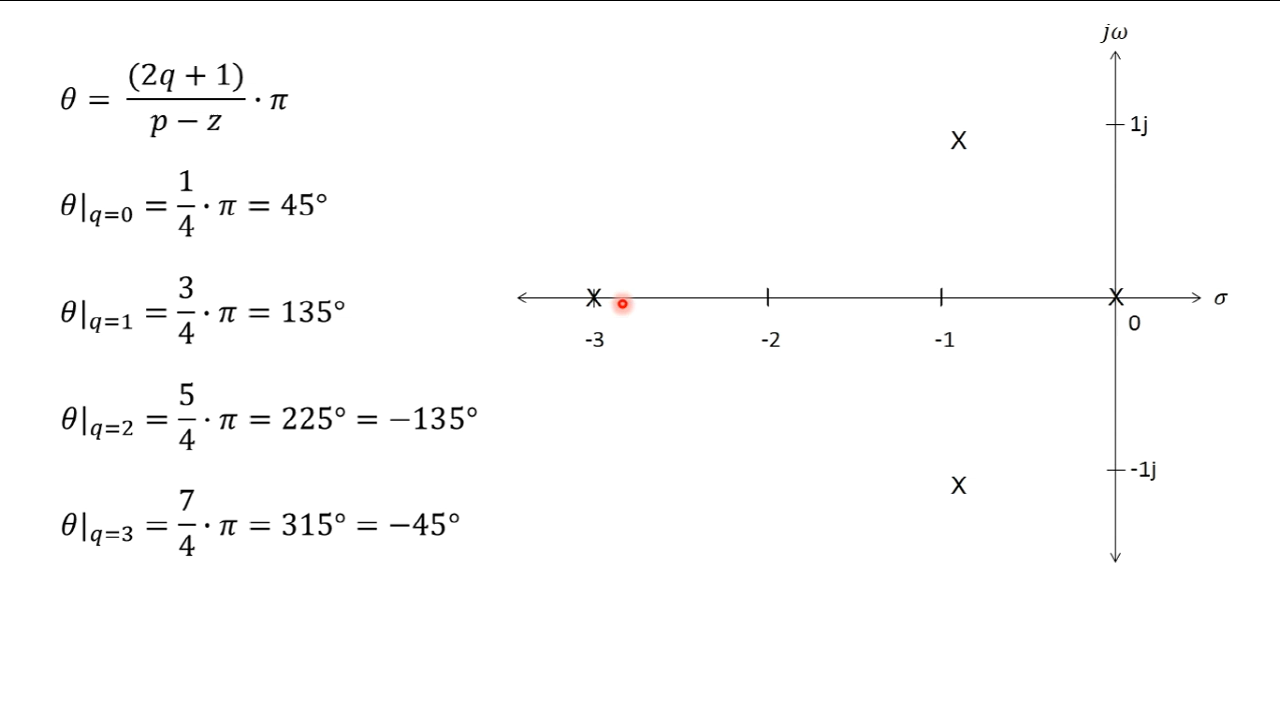 θ = (2q + 1) / (p − z) · π
θ|q=0 = 1/4 · π = 45°
θ|q=1 = 3/4 · π = 135°
θ|q=2 = 5/4 · π = 225° = −135°
θ|q=3 = 7/4 · π = 315° = −45°
jω
1j
X
X
X
σ
-3
-2
-1
0
X
-1j